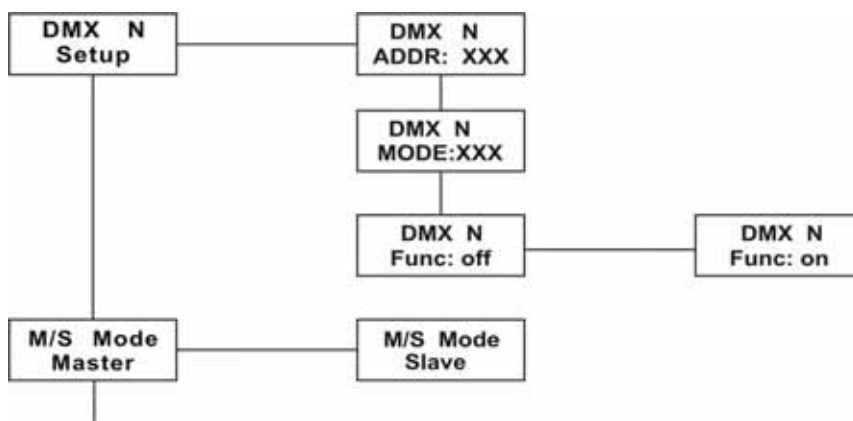 DMX N
Setup
DMX N
ADDR: XXX
DMX N
MODE:XXX
DMX N
Func: off
DMX N
Func: on
M/S Mode
Master
M/S Mode
Slave